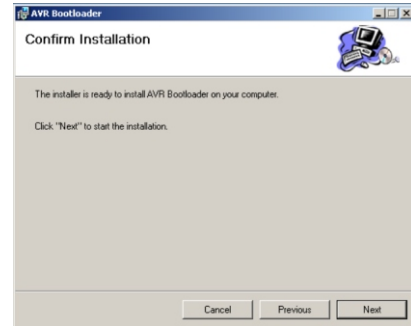 AVR Bootloader
Confirm Installation
The installer is ready to install AVR Bootloader on your computer.
Click "Next" to start the installation.
Cancel Previous Next